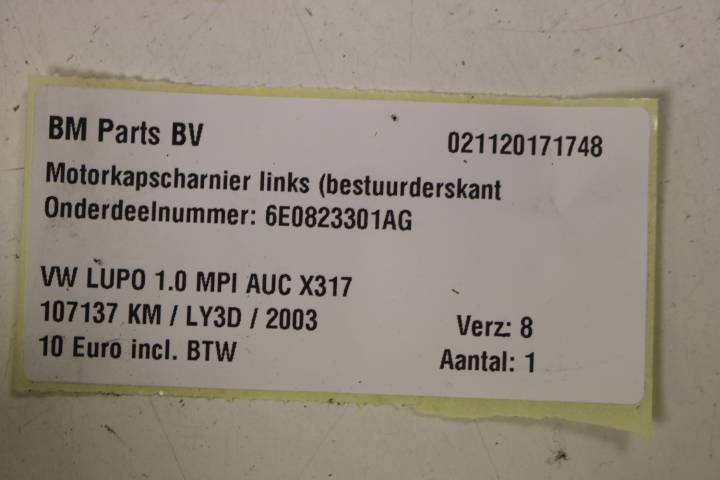 BM Parts BV 021120171748
Motorkapscharnier links (bestuurderskant
Onderdeelnummer: 6E0823301AG
VW LUPO 1.0 MPI AUC X317
107137 KM / LY3D / 2003 Verz: 8
10 Euro incl. BTW Aantal: 1